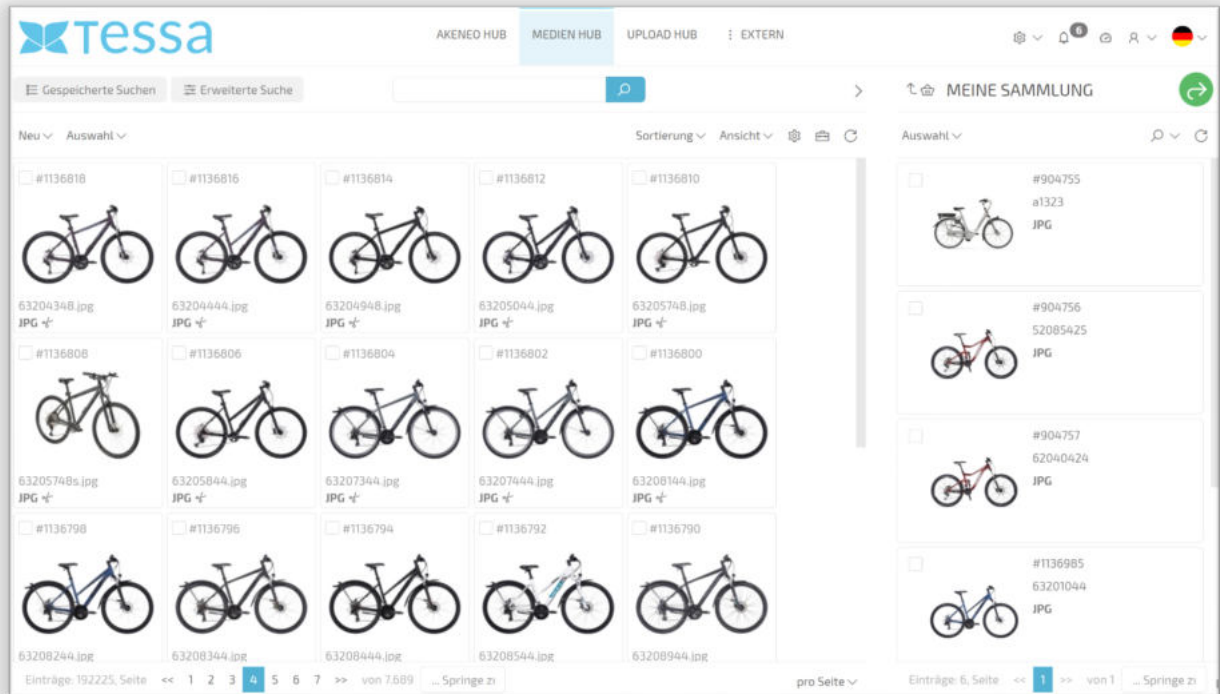 Tessa
AKENEO HUB MEDIEN HUB UPLOAD HUB EXTERN
6
Gespeicherte Suchen Erweiterte Suche
MEINE SAMMLUNG
Neu Auswahl Sortierung Ansicht
Auswahl
#1136818 #1136816 #1136814 #1136812 #1136810
63204348.jpg 63204444.jpg 63204948.jpg 63205044.jpg 63205748.jpg
JPG JPG JPG JPG JPG
#1136808 #1136806 #1136804 #1136802 #1136800
63205748s.jpg 63205844.jpg 63207344.jpg 63207444.jpg 63208144.jpg
JPG JPG JPG JPG JPG
#1136798 #1136796 #1136794 #1136792 #1136790
63208244.jpg 63208344.jpg 63208444.jpg 63208544.jpg 63208944.jpg
Einträge: 192225, Seite << 1 2 3 4 5 6 7 >> von 7.689 ... Springe zu pro Seite
#904755
a1323
JPG
#904756
52085425
JPG
#904757
62040424
JPG
#1136985
63201044
JPG
Einträge: 6, Seite << 1 >> von 1 ... Springe zu